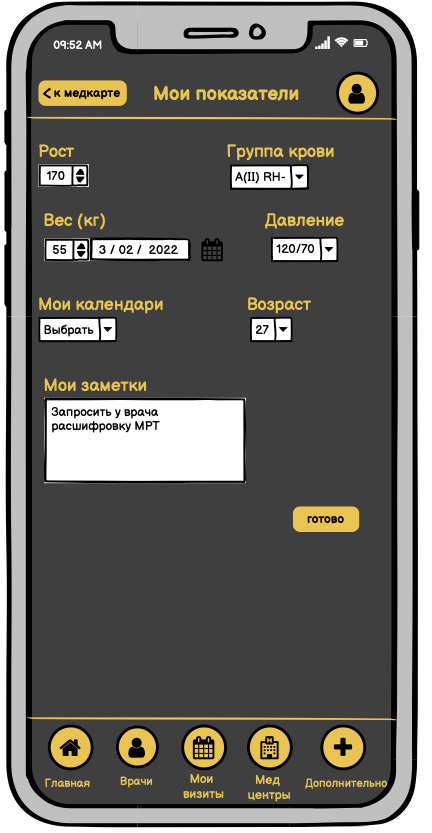 09:52 AM
к медкарте
Мои показатели
Рост
Группа крови
170
A(II) RH-
Вес (кг)
Давление
55
3 / 02 / 2022
120/70
Мои календари
Возраст
Выбрать
27
Мои заметки
Запросить у врача
расшифровку МРТ
готово
Главная
Врачи
Мои
визиты
Мед
центры
Дополнительно